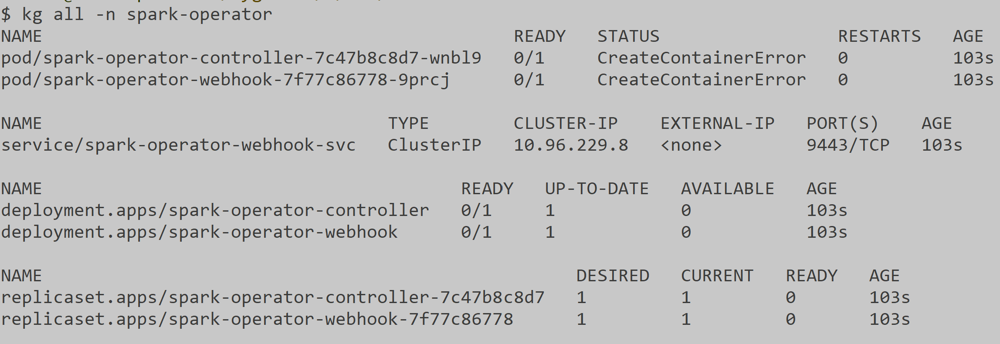 $ kg all -n spark-operator
NAME READY STATUS RESTARTS AGE
pod/spark-operator-controller-7c47b8c8d7-wnbl9 0/1 CreateContainerError 0 103s
pod/spark-operator-webhook-7f77c86778-9prcj 0/1 CreateContainerError 0 103s
NAME TYPE CLUSTER-IP EXTERNAL-IP PORT(S) AGE
service/spark-operator-webhook-svc ClusterIP 10.96.229.8 <none> 9443/TCP 103s
NAME READY UP-TO-DATE AVAILABLE AGE
deployment.apps/spark-operator-controller 0/1 1 0 103s
deployment.apps/spark-operator-webhook 0/1 1 0 103s
NAME DESIRED CURRENT READY AGE
replicaset.apps/spark-operator-controller-7c47b8c8d7 1 1 0 103s
replicaset.apps/spark-operator-webhook-7f77c86778 1 1 0 103s